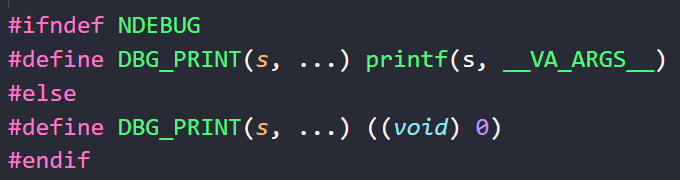 #ifndef NDEBUG
#define DBG_PRINT(s, ...) printf(s, __VA_ARGS__)
#else
#define DBG_PRINT(s, ...) ((void) 0)
#endif